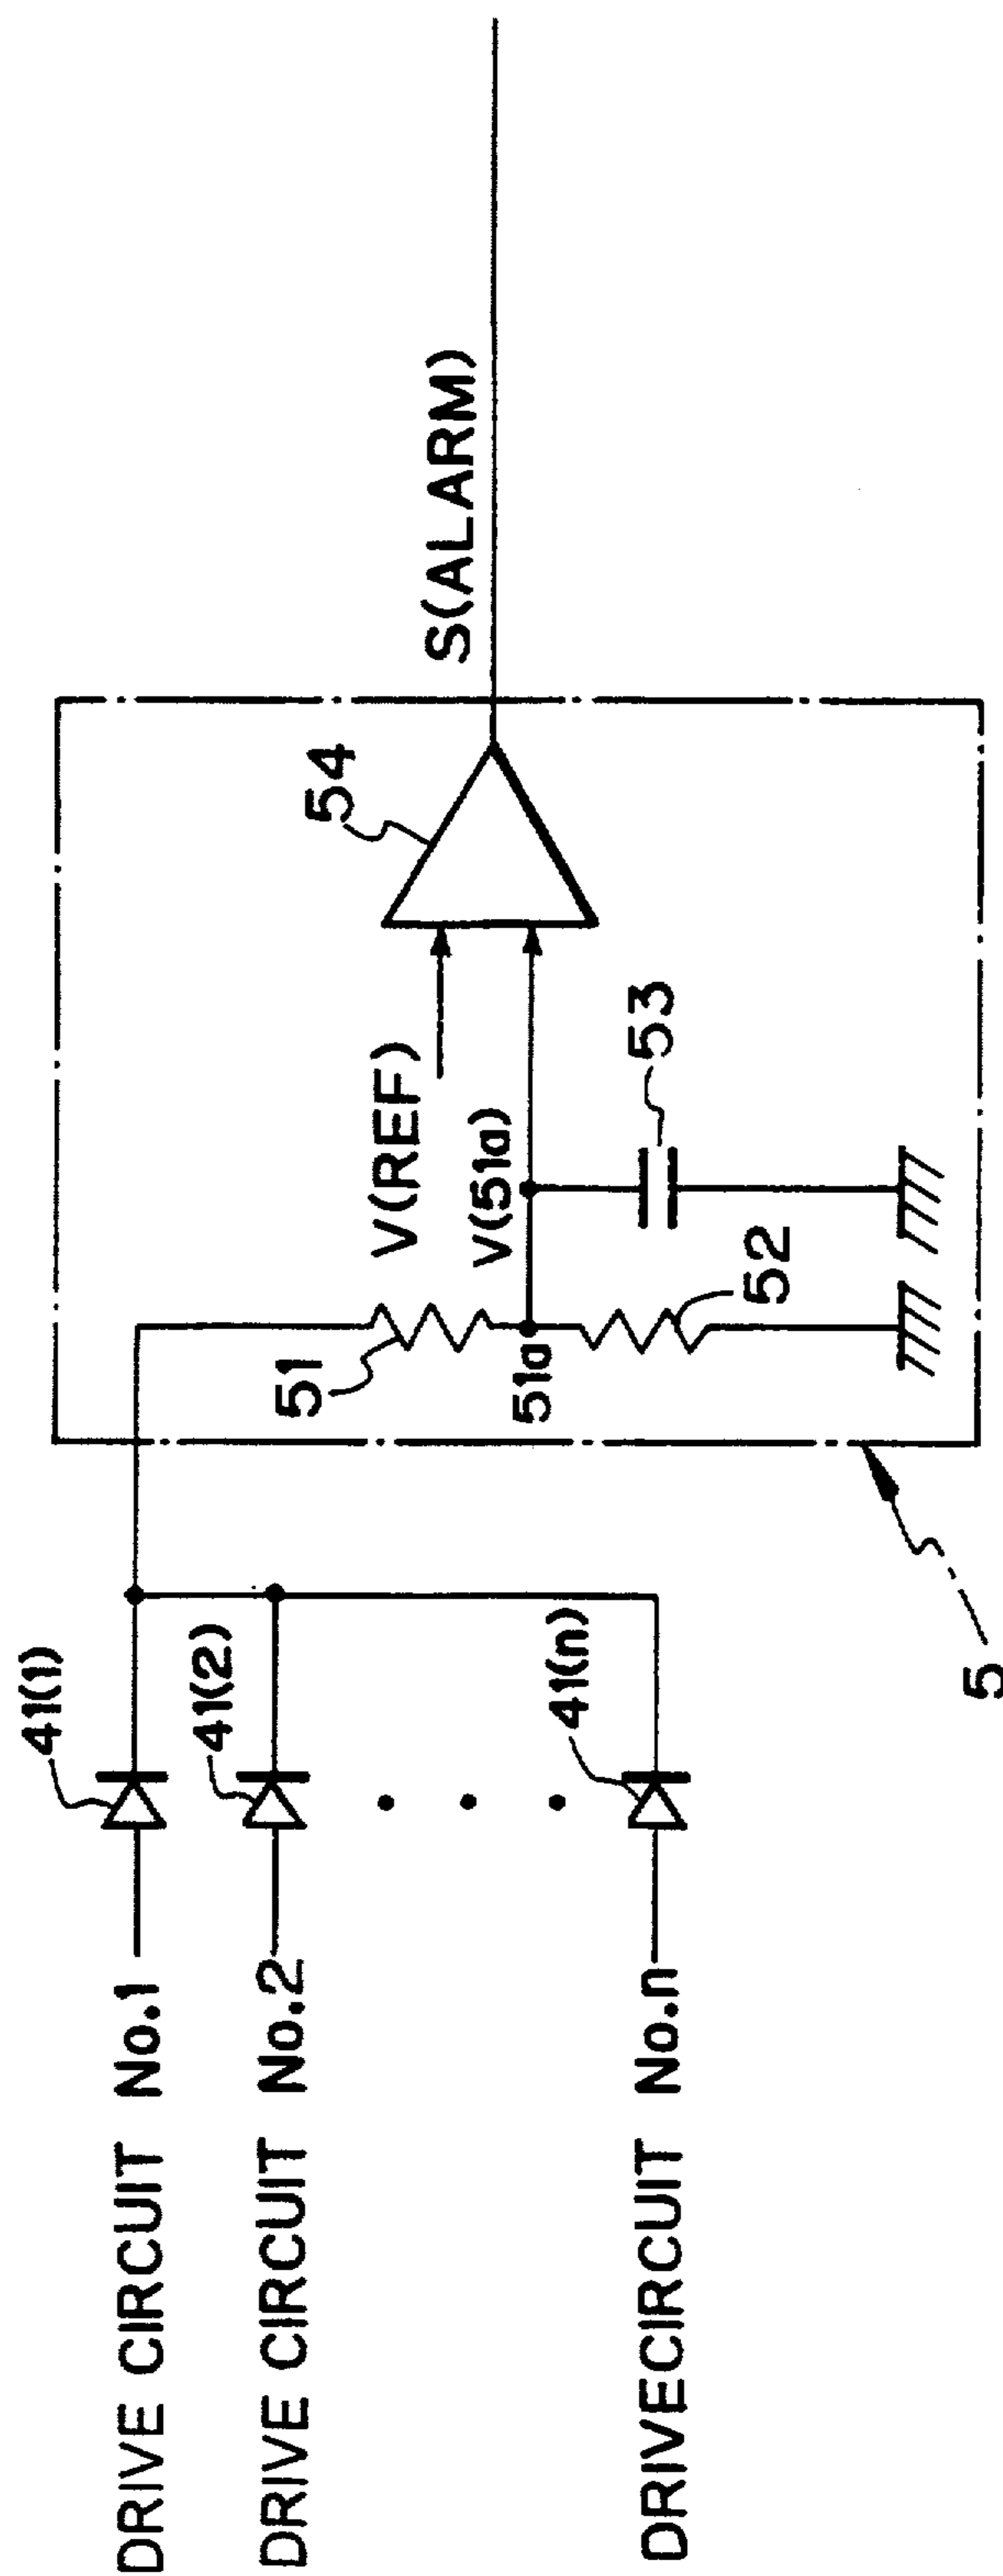 DRIVE CIRCUIT No.1
41(1)
DRIVE CIRCUIT No.2
41(2)
DRIVECIRCUIT No.n
41(n)
5
51
51a
52
V(REF)
V(51a)
53
54
S(ALARM)